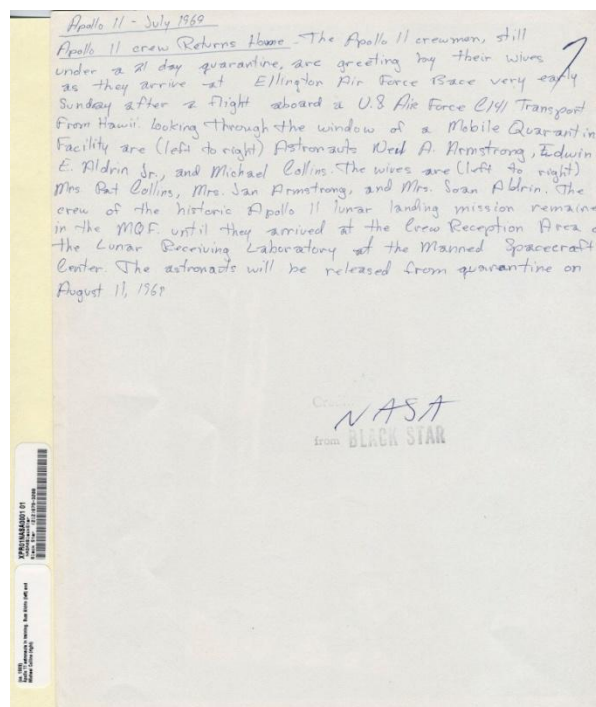 Apollo 11 - July 1969
Apollo 11 crew Returns Home. The Apollo 11 crewmen, still
under a 21 day quarantine, are greeting by their wives
as they arrive at Ellington Air Force Base very early
Sunday after a flight aboard a U.S Air Force C141 Transport
From Hawii. Looking through the window of a Mobile Quarantin
Facility are (left to right) Astronauts Neil A. Armstrong, Edwin
E. Aldrin Jr., and Michael Collins. The wives are (left to right)
Mrs. Pat Collins, Mrs. Jan Armstrong, and Mrs. Joan Aldrin. The
crew of the historic Apollo 11 lunar landing mission remaine
in the MQF. until they arrived at the Crew Reception Area o
the Lunar Receiving Laboratory at the Manned Spacecraft
Center. The astronauts will be released from quarantine on
August 11, 1969
NASA
from BLACK STAR
XPR01NASA0001 01